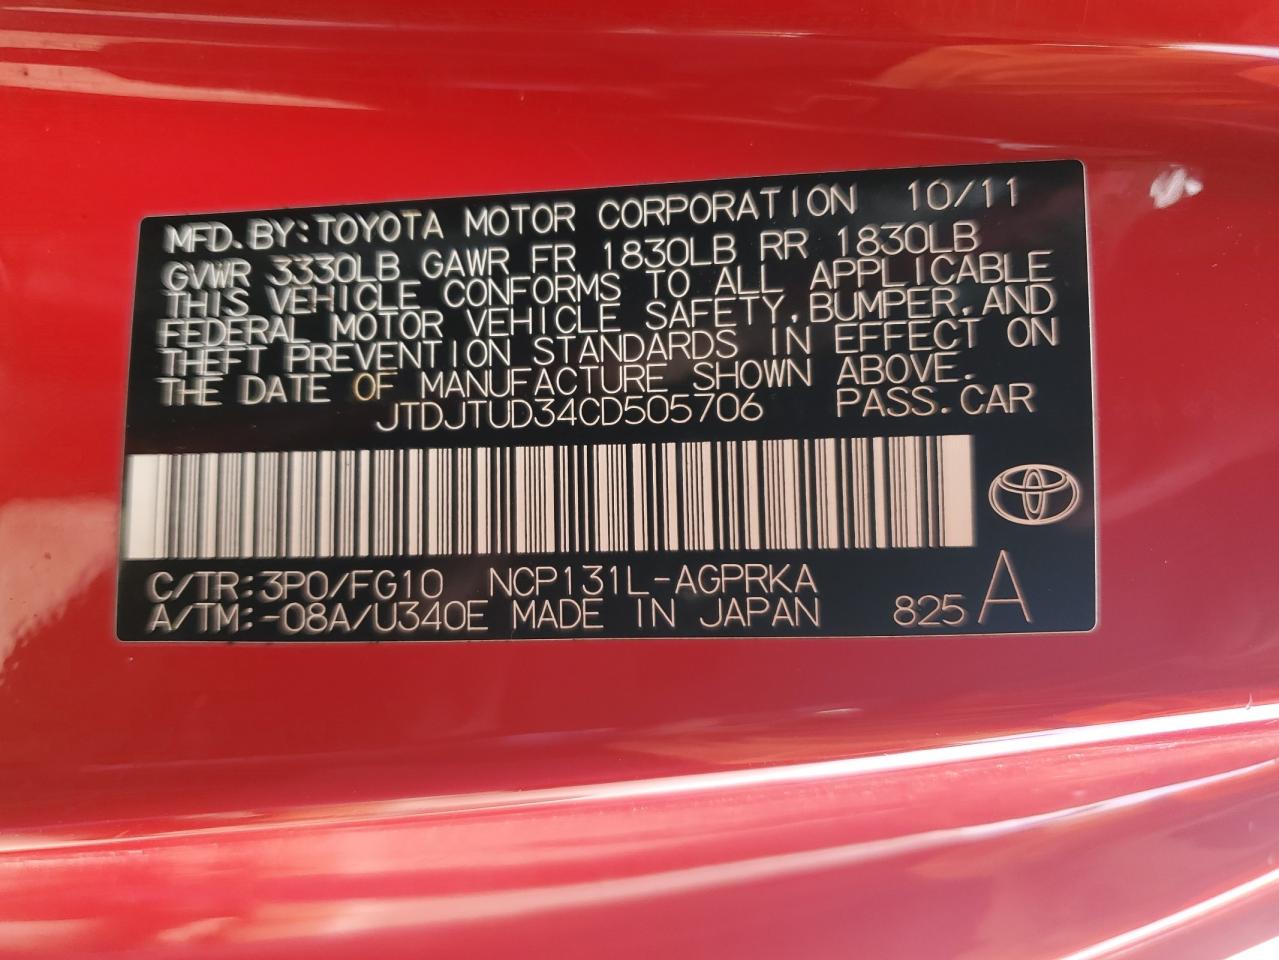 MFD.BY:TOYOTA MOTOR CORPORATION 10/11
GVWR 3330LB GAWR FR 1830LB RR 1830LB
THIS VEHICLE CONFORMS TO ALL APPLICABLE
FEDERAL MOTOR VEHICLE SAFETY,BUMPER,AND
THEFT PREVENTION STANDARDS IN EFFECT ON
THE DATE OF MANUFACTURE SHOWN ABOVE.
JTDJTUD34CD505706 PASS.CAR
C/TR:3P0/FG10 NCP131L-AGPRKA
A/TM:-08A/U340E MADE IN JAPAN 825 A